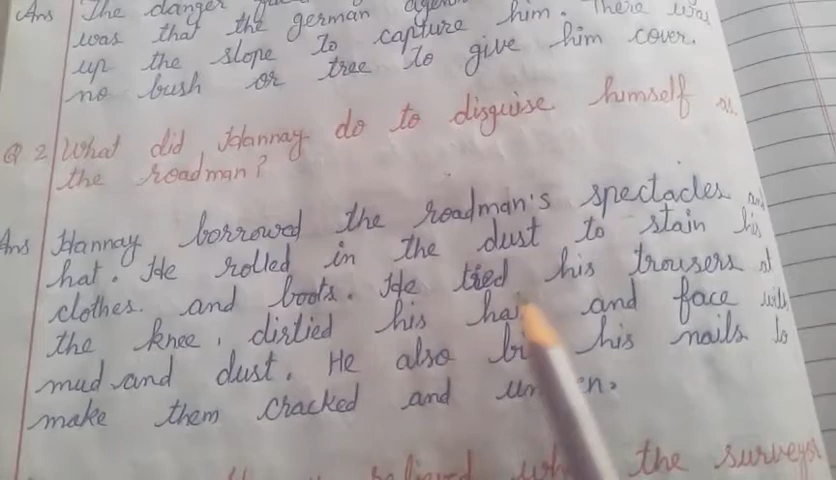 Ans The danger
was that the german him. There was
up the slope to capture
no bush or tree to give him cover.
Q 2 What did Hannay do to disguise himself as
the roadman?
Ans Hannay borrowed the roadman's spectacles and
hat. He rolled in the dust to stain his
clothes. and boots. He tied his trousers at
the knee, dirtied his and face with
mud and dust. He also his nails to
make them cracked and
believed the surveyor